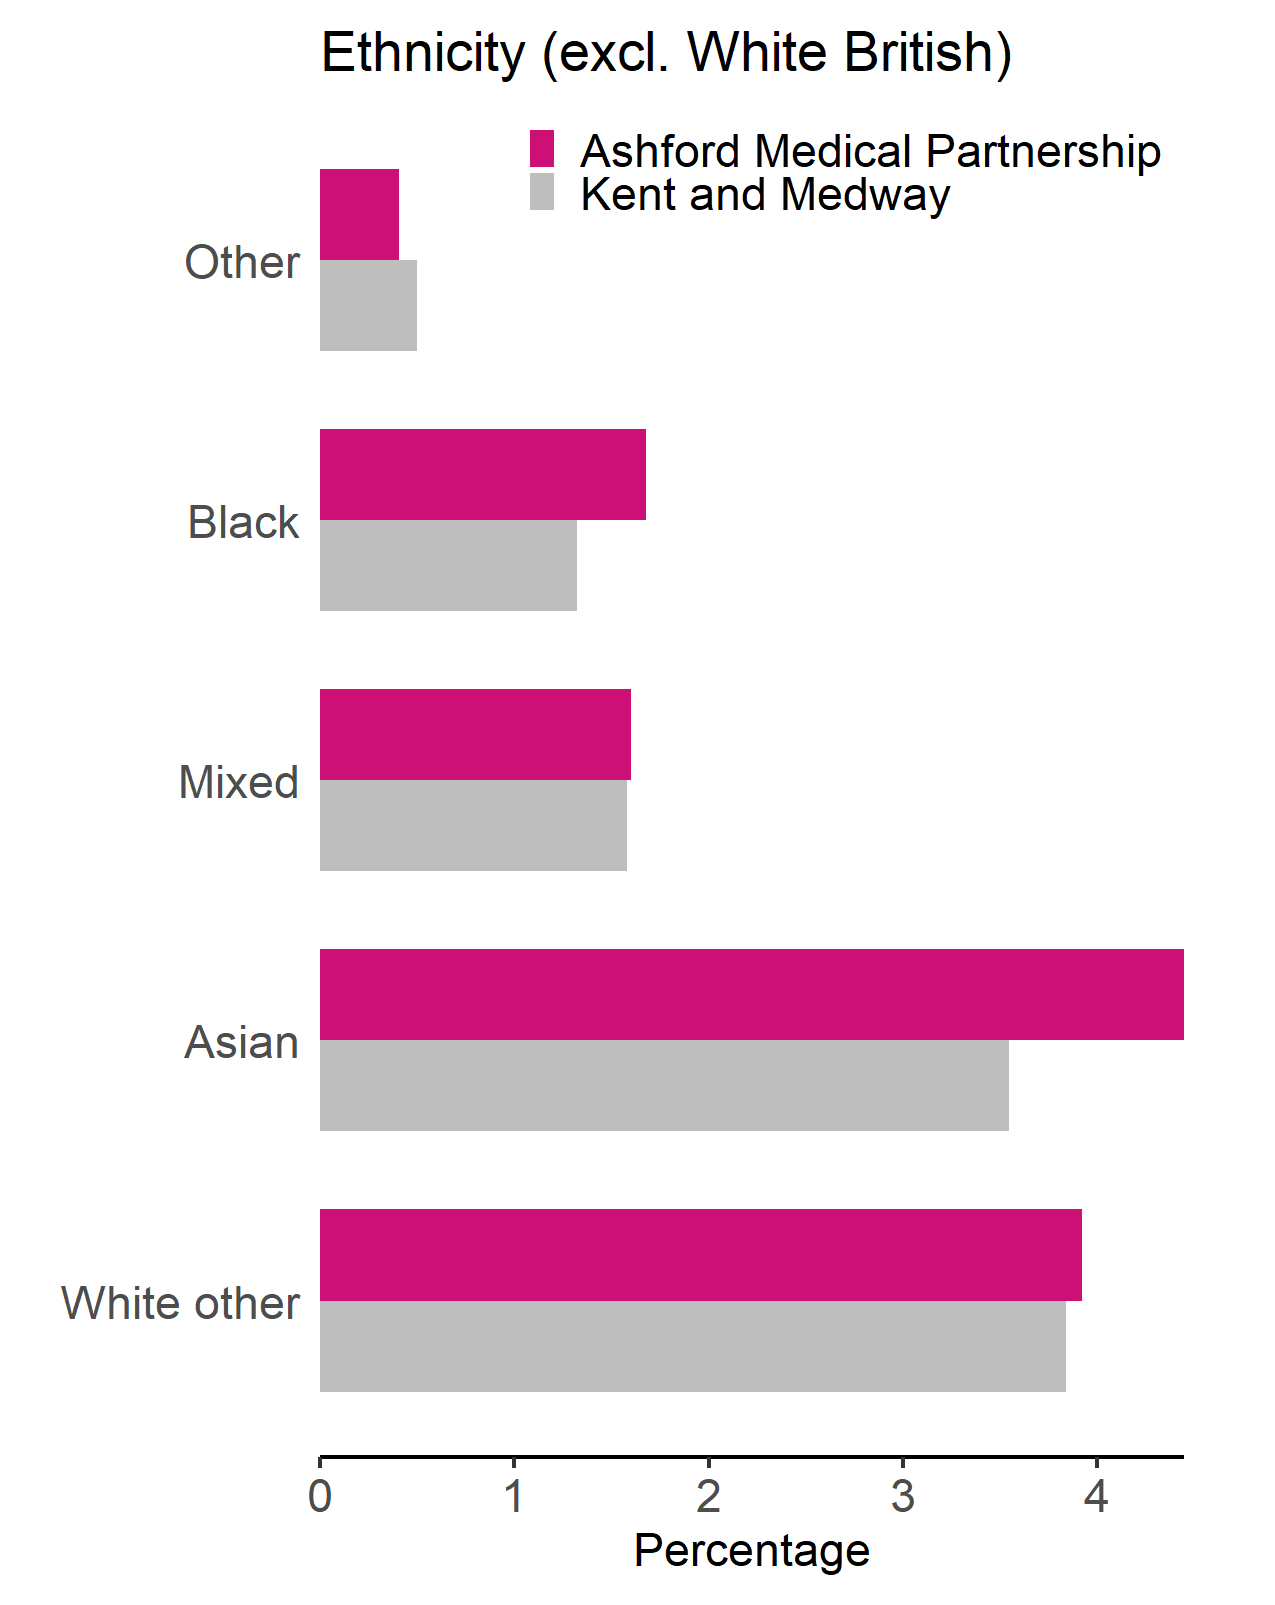 Ethnicity (excl. White British)
Ashford Medical Partnership
Kent and Medway
Other
Black
Mixed
Asian
White other
0 1 2 3 4
Percentage